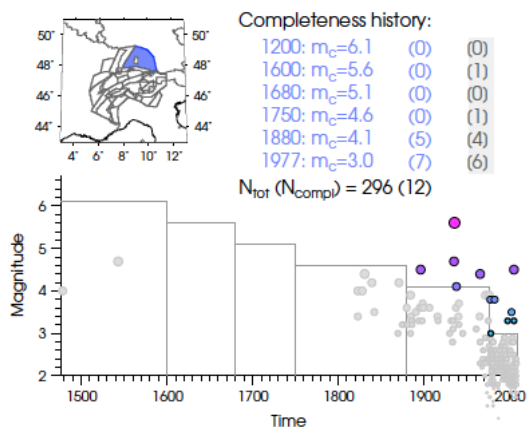 Completeness history:
1200: mc=6.1 (0) (0)
1600: mc=5.6 (0) (1)
1680: mc=5.1 (0) (0)
1750: mc=4.6 (0) (1)
1880: mc=4.1 (5) (4)
1977: mc=3.0 (7) (6)
Ntot (Ncompl) = 296 (12)
50° 50°
48° 48°
46° 46°
44° 44°
4° 6° 8° 10° 12°
Magnitude
6
5
4
3
2
1500 1600 1700 1800 1900 2000
Time